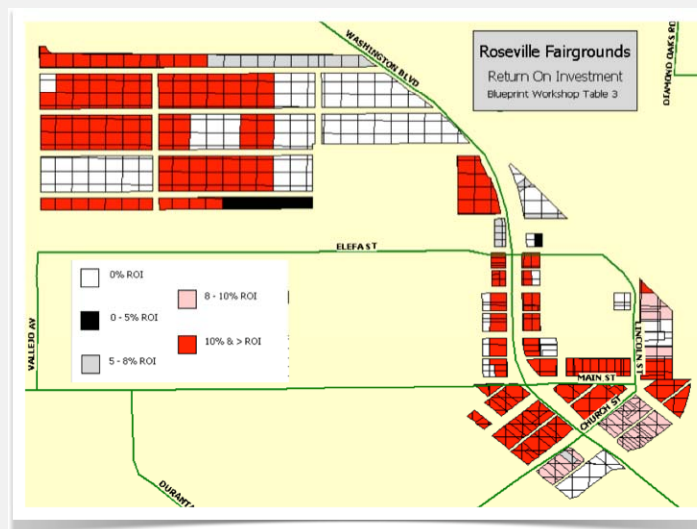 Roseville Fairgrounds
Return On Investment
Blueprint Workshop Table 3
WASHINGTON BLVD
DIAMOND OAKS RD
ELEFA ST
0% ROI
8 - 10% ROI
0 - 5% ROI
10% & > ROI
5 - 8% ROI
VALLEJO AV
LINCOLN ST
MAIN ST
CHURCH ST
DURANTA